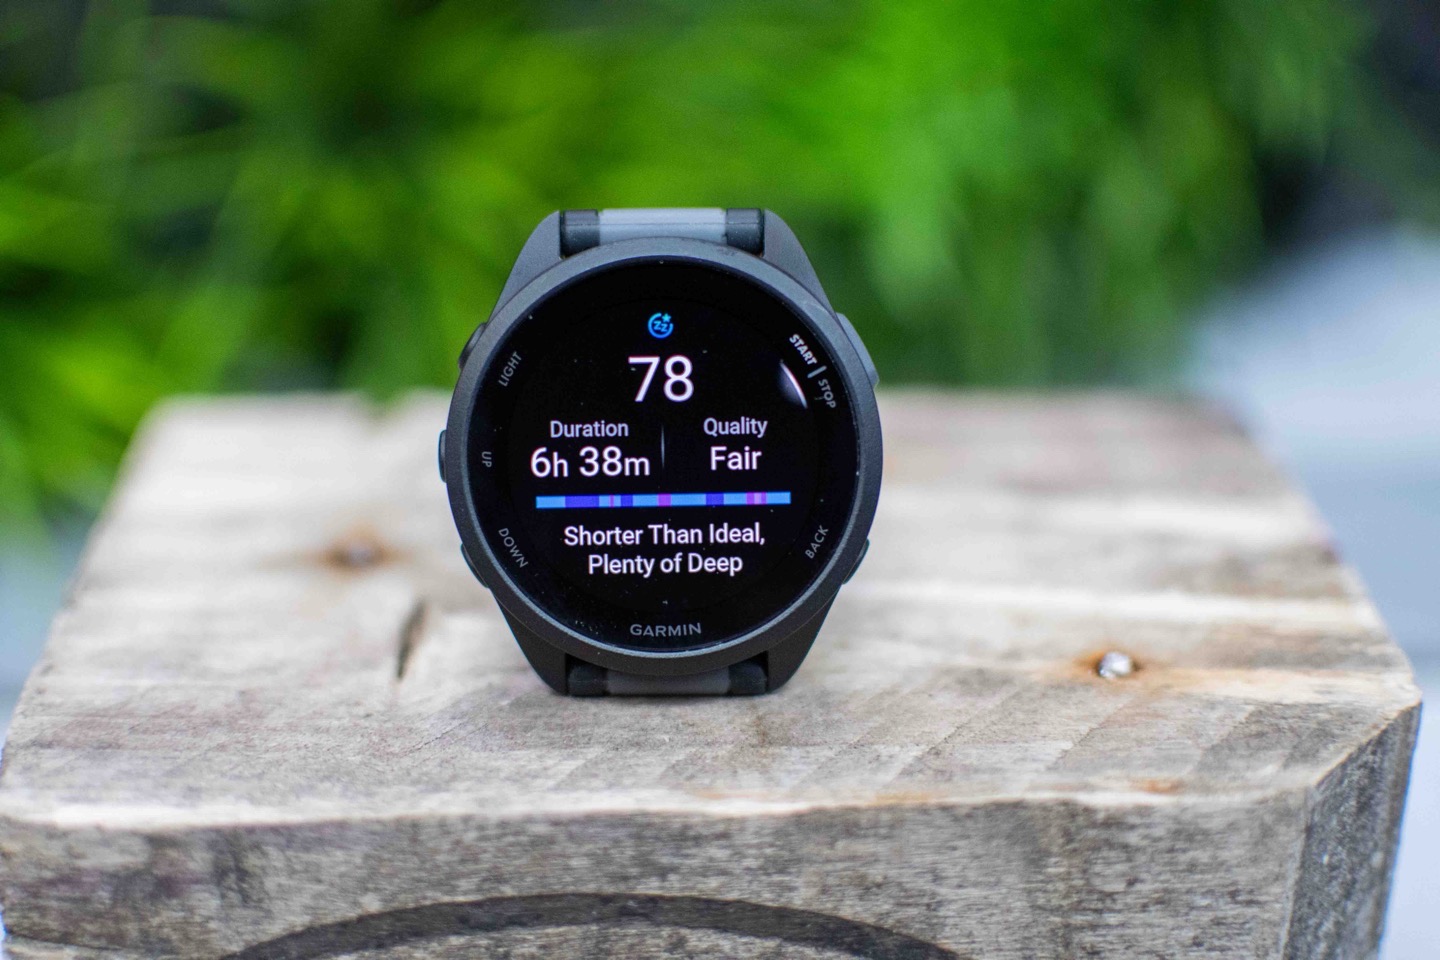 zz
78
Duration Quality
6h 38m Fair
Shorter Than Ideal,
Plenty of Deep
LIGHT
UP
DOWN
START | STOP
BACK
GARMIN